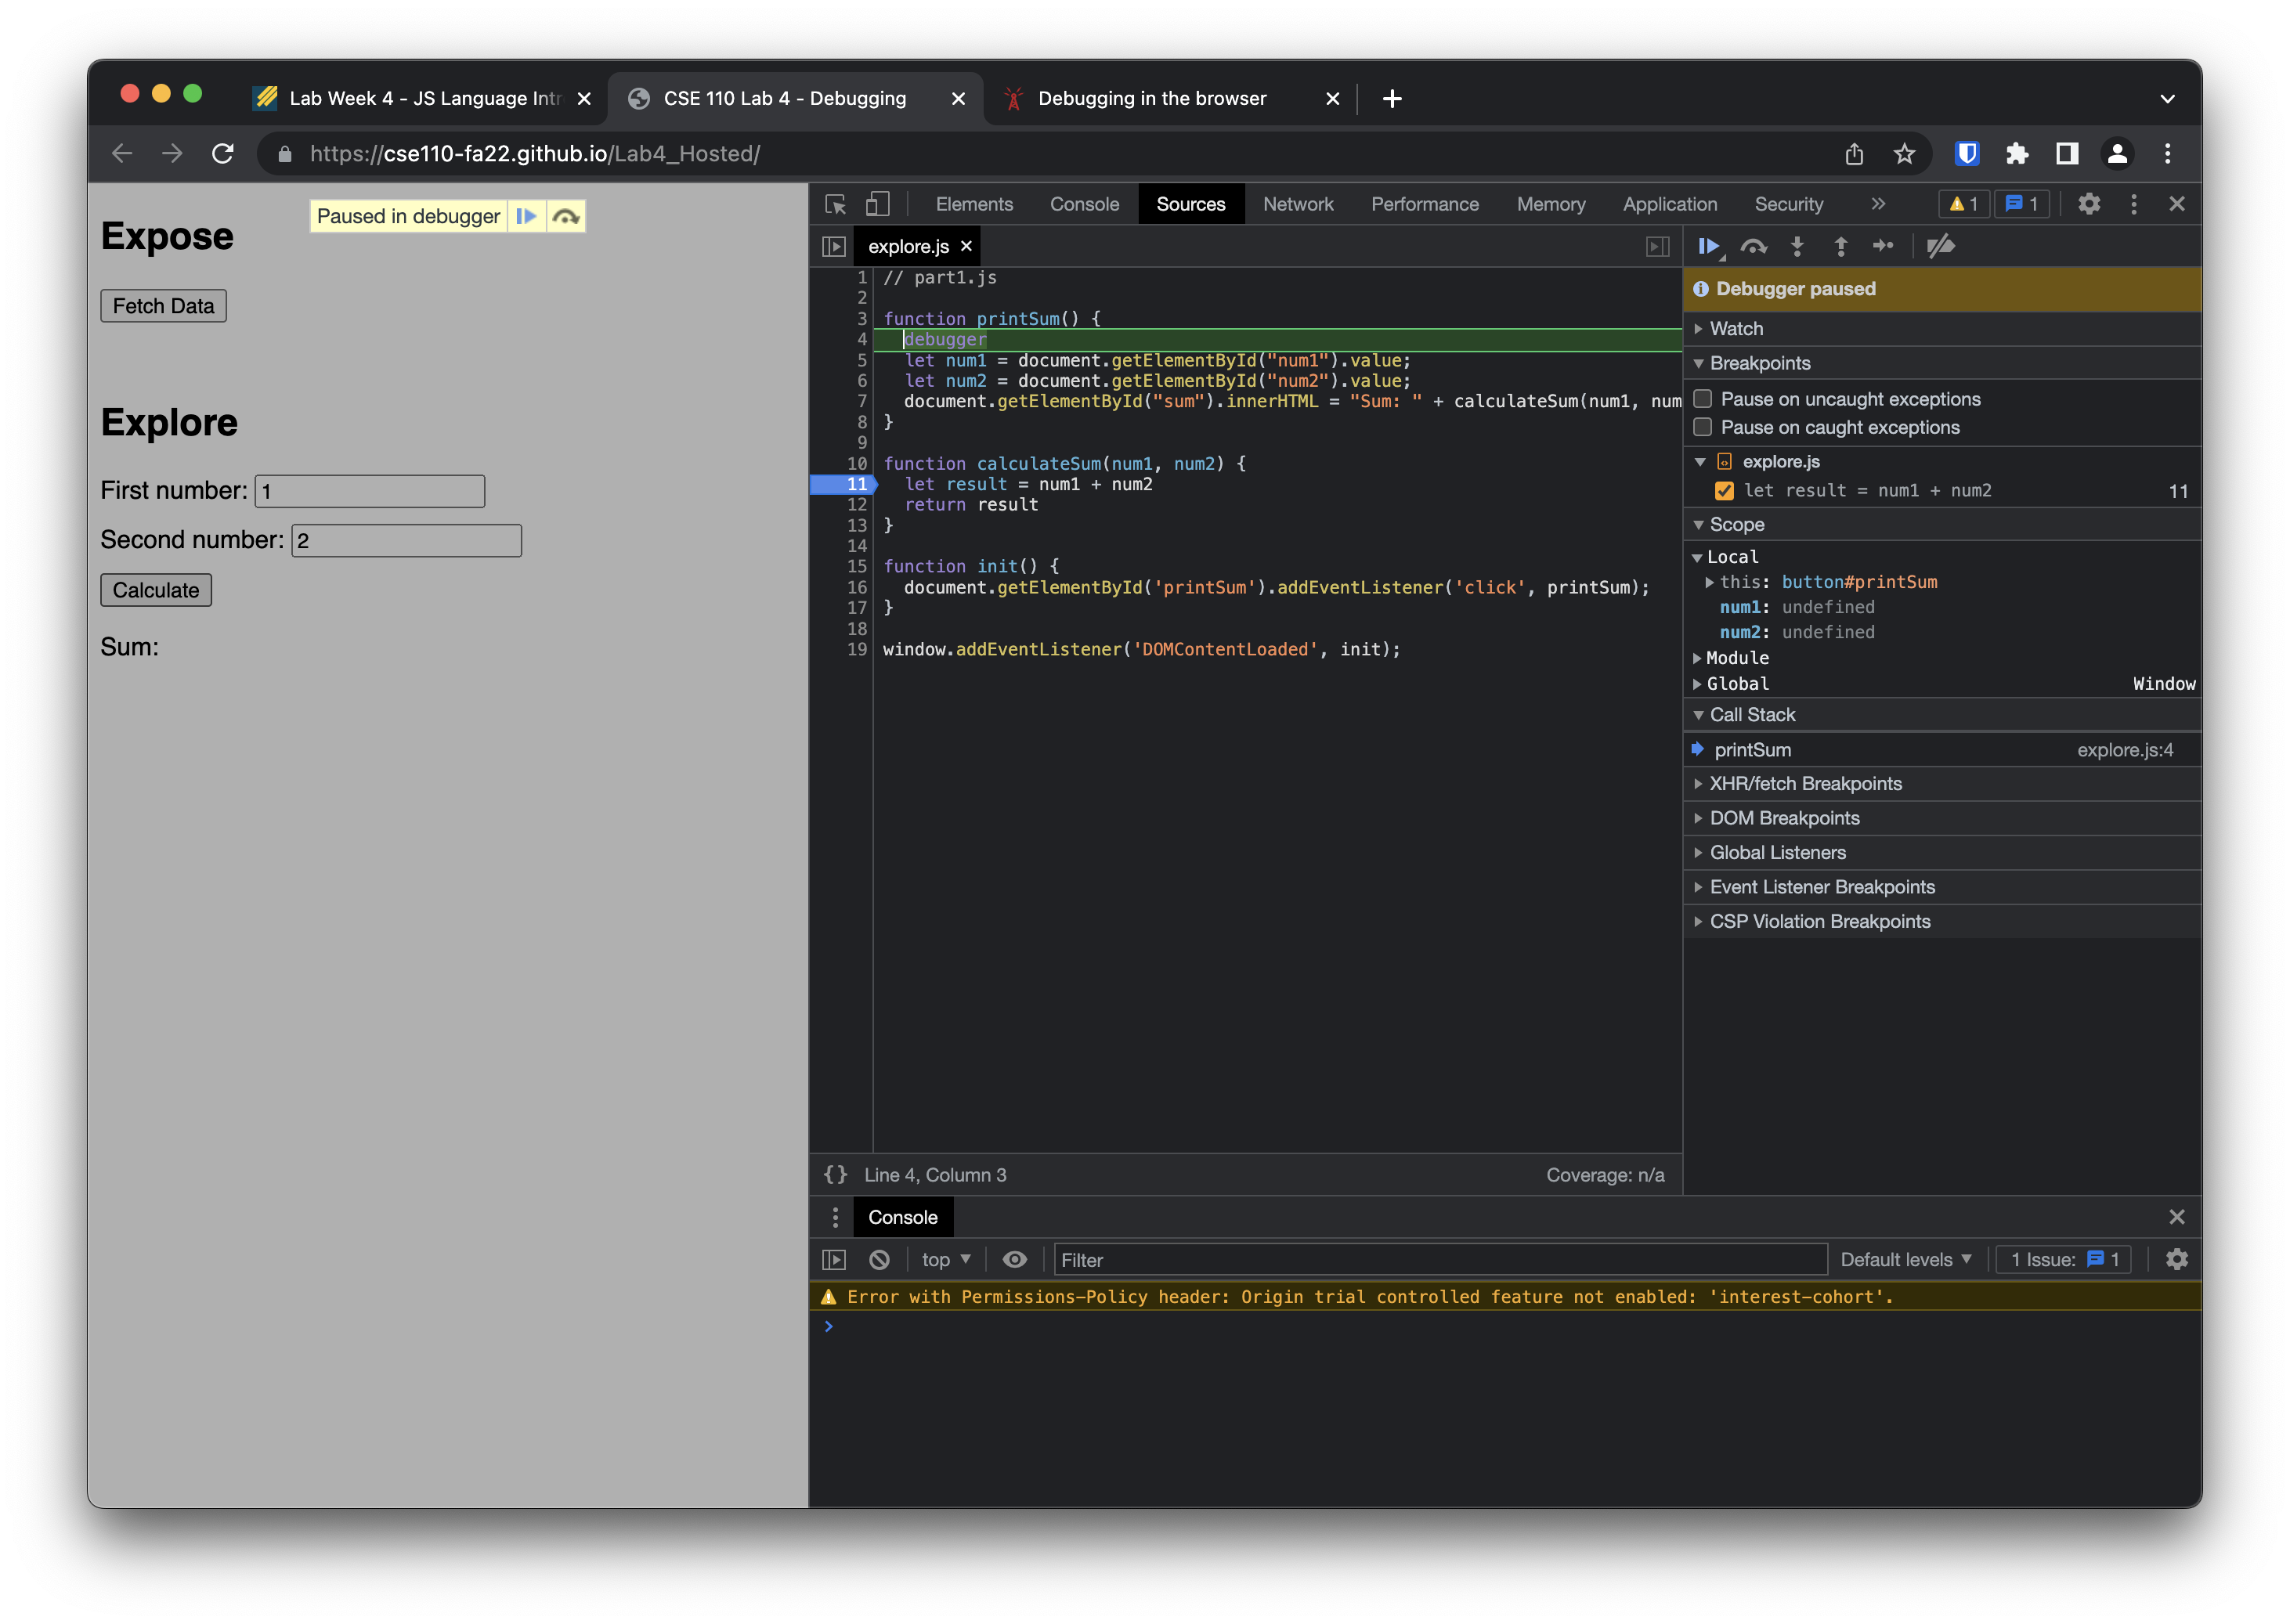 Lab Week 4 - JS Language Intr
CSE 110 Lab 4 - Debugging
Debugging in the browser
https://cse110-fa22.github.io/Lab4_Hosted/
Expose
Paused in debugger
Fetch Data
Explore
First number: 1
Second number: 2
Calculate
Sum:
Elements Console Sources Network Performance Memory Application Security » 1 1
explore.js
1 // part1.js
2
3 function printSum() {
4 debugger
5 let num1 = document.getElementById("num1").value;
6 let num2 = document.getElementById("num2").value;
7 document.getElementById("sum").innerHTML = "Sum: " + calculateSum(num1, num
8 }
9
10 function calculateSum(num1, num2) {
11 let result = num1 + num2
12 return result
13 }
14
15 function init() {
16 document.getElementById('printSum').addEventListener('click', printSum);
17 }
18
19 window.addEventListener('DOMContentLoaded', init);
{} Line 4, Column 3 Coverage: n/a
Debugger paused
Watch
Breakpoints
Pause on uncaught exceptions
Pause on caught exceptions
explore.js
let result = num1 + num2 11
Scope
Local
this: button#printSum
num1: undefined
num2: undefined
Module
Global Window
Call Stack
printSum explore.js:4
XHR/fetch Breakpoints
DOM Breakpoints
Global Listeners
Event Listener Breakpoints
CSP Violation Breakpoints
Console
top Filter Default levels 1 Issue: 1
Error with Permissions-Policy header: Origin trial controlled feature not enabled: 'interest-cohort'.